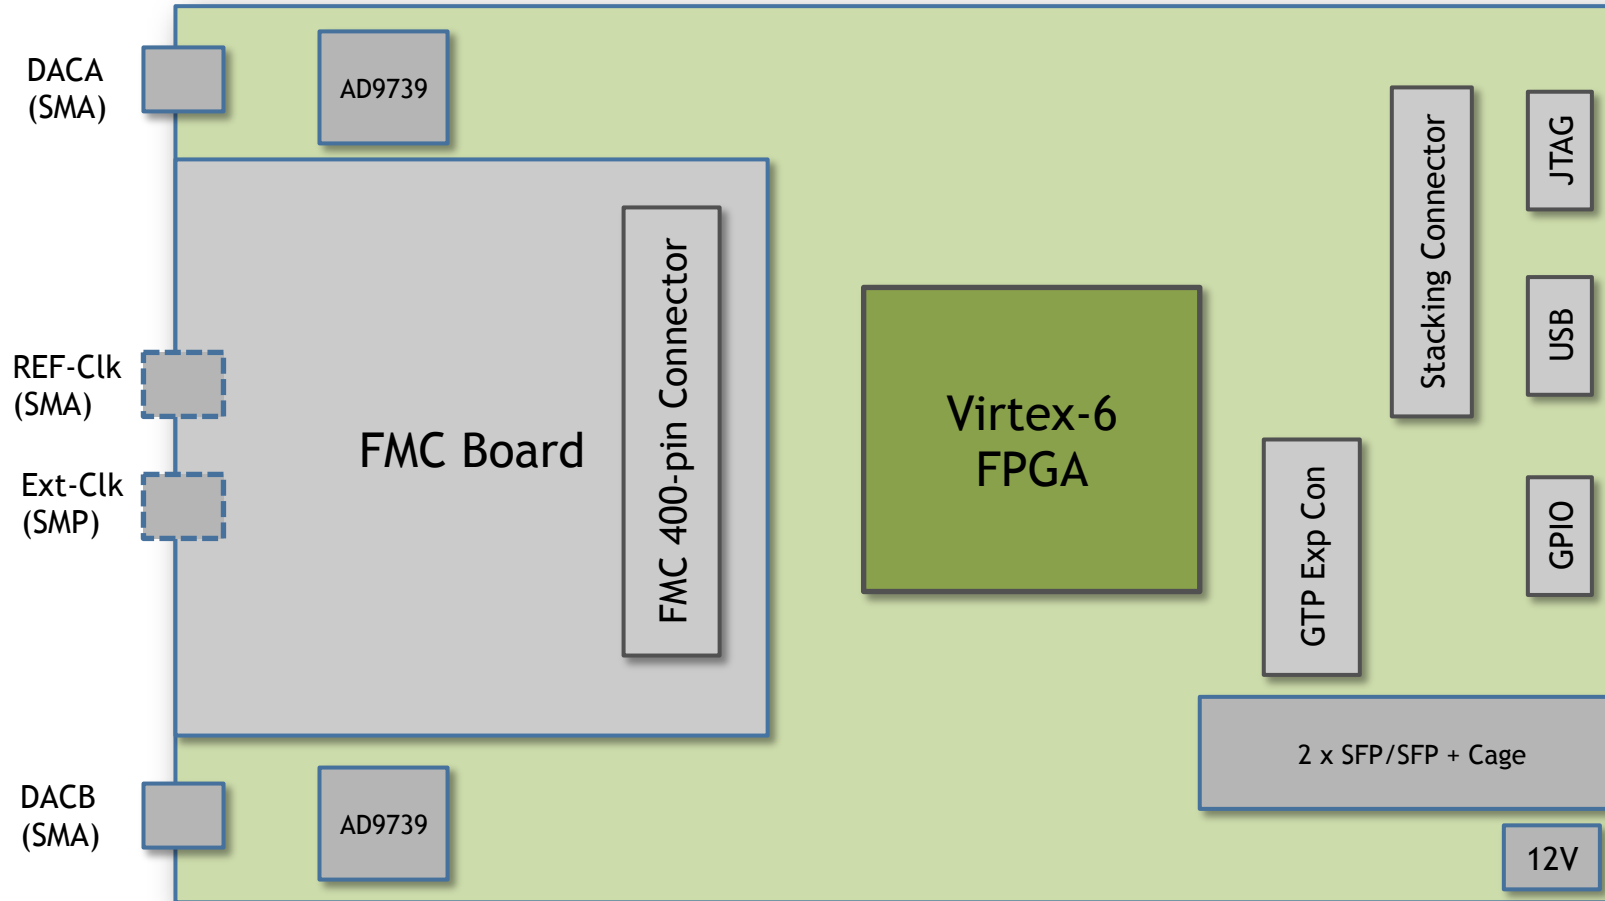 DACA
(SMA)
AD9739
REF-Clk
(SMA)
Ext-Clk
(SMP)
FMC Board
FMC 400-pin Connector
DACB
(SMA)
AD9739
Virtex-6
FPGA
Stacking Connector
GTP Exp Con
JTAG
USB
GPIO
2 x SFP/SFP + Cage
12V